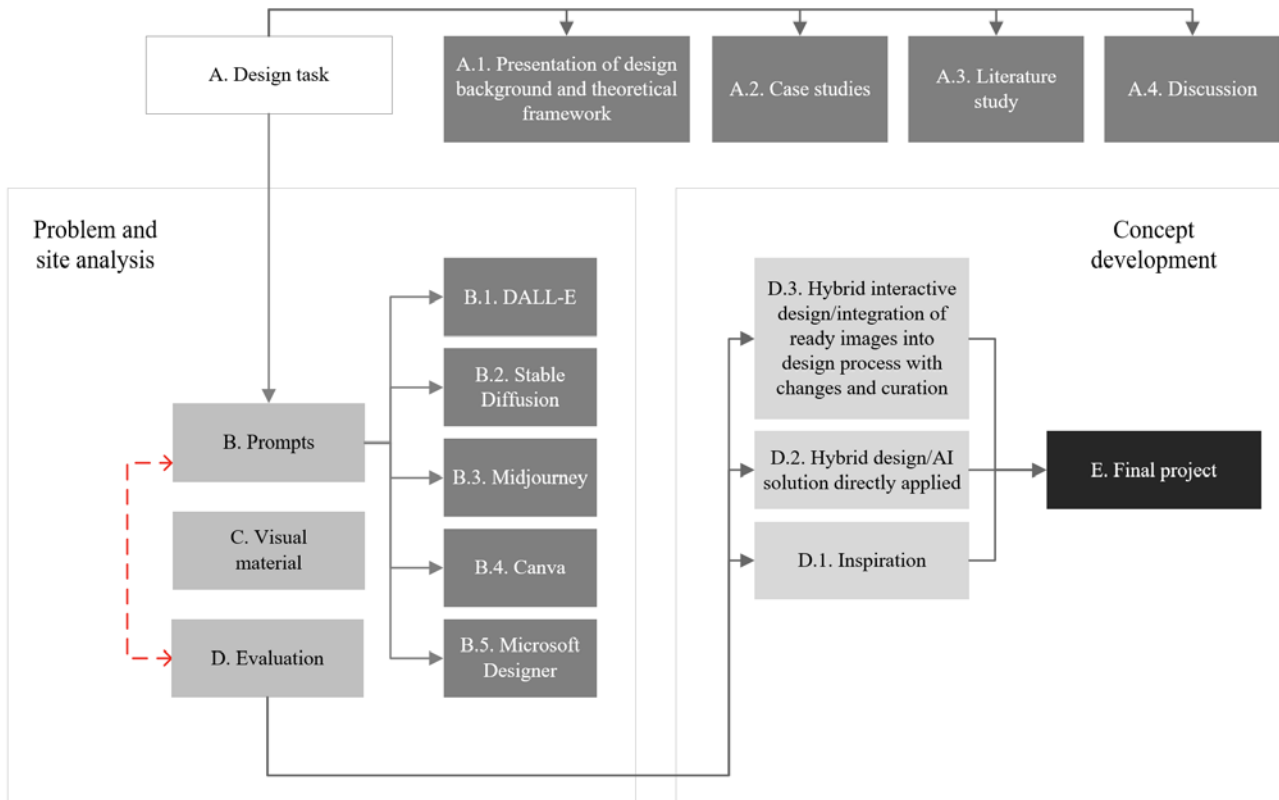 A. Design task
A.1. Presentation of design
background and theoretical
framework
A.2. Case studies
A.3. Literature
study
A.4. Discussion
Problem and
site analysis
B. Prompts
C. Visual
material
D. Evaluation
B.1. DALL-E
B.2. Stable
Diffusion
B.3. Midjourney
B.4. Canva
B.5. Microsoft
Designer
Concept
development
D.3. Hybrid interactive
design/integration of
ready images into
design process with
changes and curation
D.2. Hybrid design/AI
solution directly applied
D.1. Inspiration
E. Final project